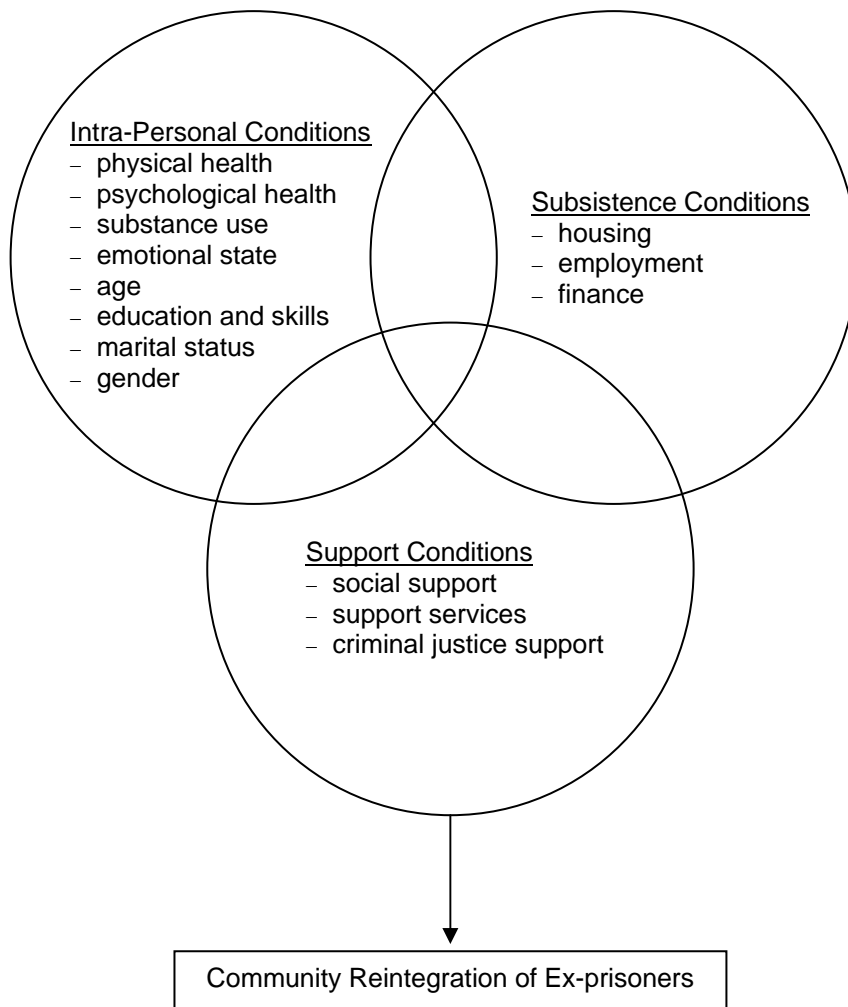 Intra-Personal Conditions
– physical health
– psychological health
– substance use
– emotional state
– age
– education and skills
– marital status
– gender
Subsistence Conditions
– housing
– employment
– finance
Support Conditions
– social support
– support services
– criminal justice support
Community Reintegration of Ex-prisoners